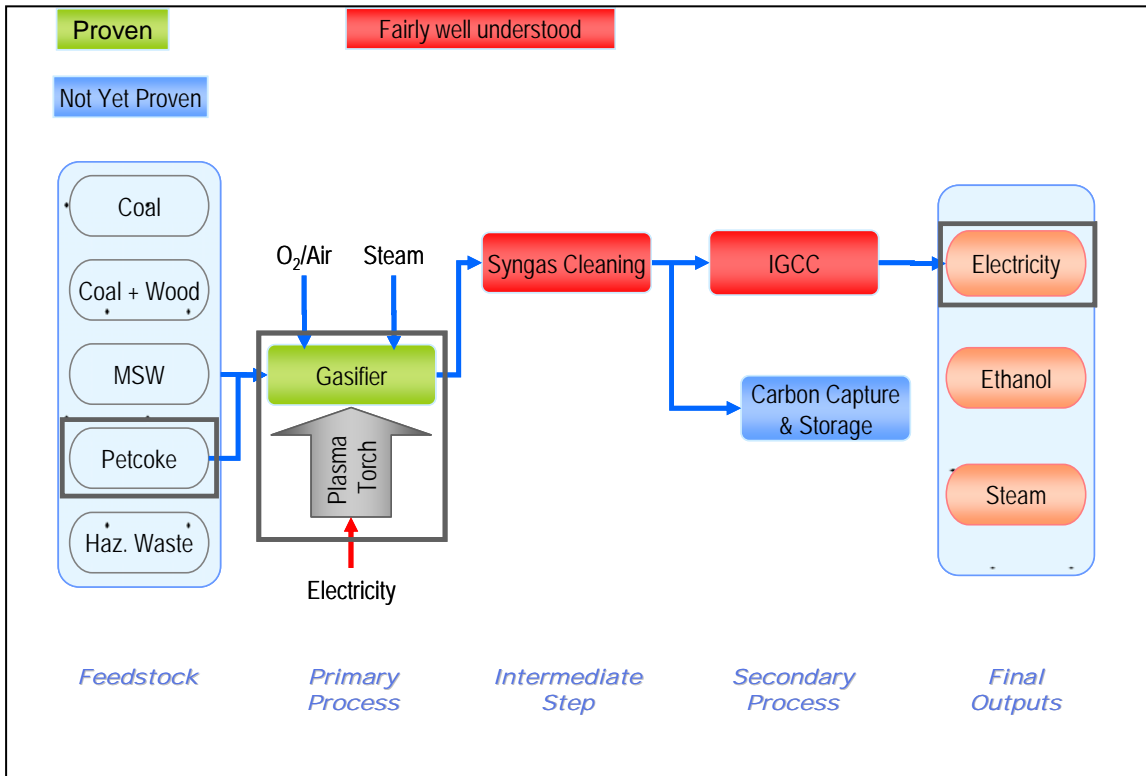 Proven
Fairly well understood
Not Yet Proven
Coal
Coal + Wood
MSW
Petcoke
Haz. Waste
O₂/Air
Steam
Gasifier
Plasma
Torch
Electricity
Syngas Cleaning
IGCC
Carbon Capture
& Storage
Electricity
Ethanol
Steam
Feedstock
Primary
Process
Intermediate
Step
Secondary
Process
Final
Outputs